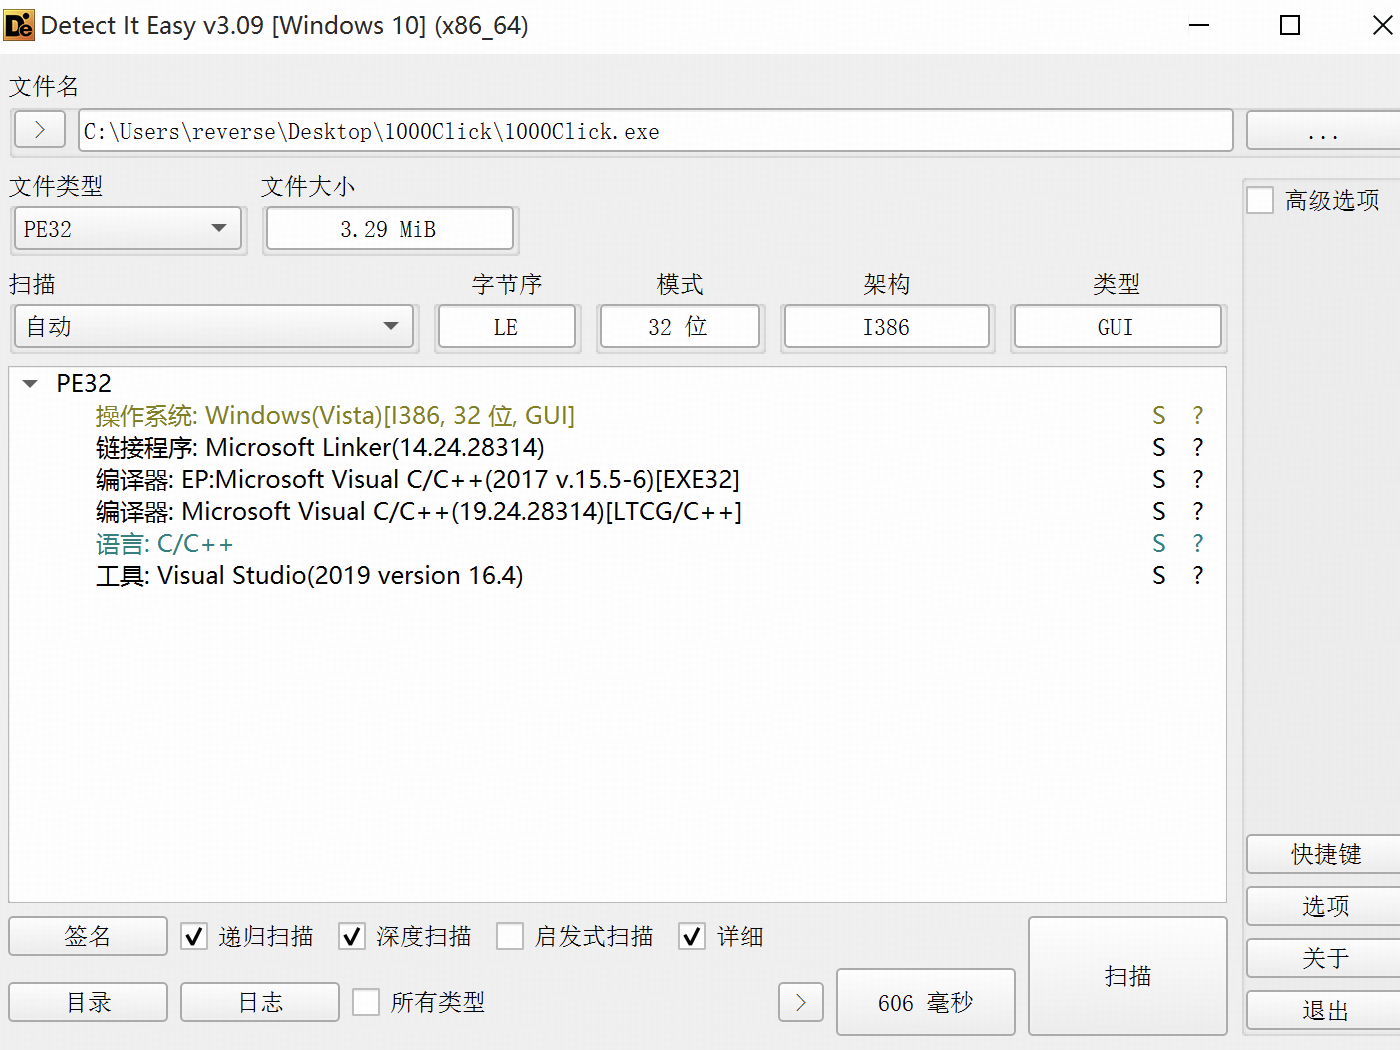 Detect It Easy v3.09 [Windows 10] (x86_64)
文件名
C:\Users\reverse\Desktop\1000Click\1000Click.exe
...
文件类型 文件大小
PE32 3.29 MiB
高级选项
扫描 字节序 模式 架构 类型
自动 LE 32 位 I386 GUI
PE32
操作系统: Windows(Vista)[I386, 32 位, GUI] S ?
链接程序: Microsoft Linker(14.24.28314) S ?
编译器: EP:Microsoft Visual C/C++(2017 v.15.5-6)[EXE32] S ?
编译器: Microsoft Visual C/C++(19.24.28314)[LTCG/C++] S ?
语言: C/C++ S ?
工具: Visual Studio(2019 version 16.4) S ?
快捷键
选项
关于
退出
签名 递归扫描 深度扫描 启发式扫描 详细
目录 日志 所有类型 > 606 毫秒 扫描